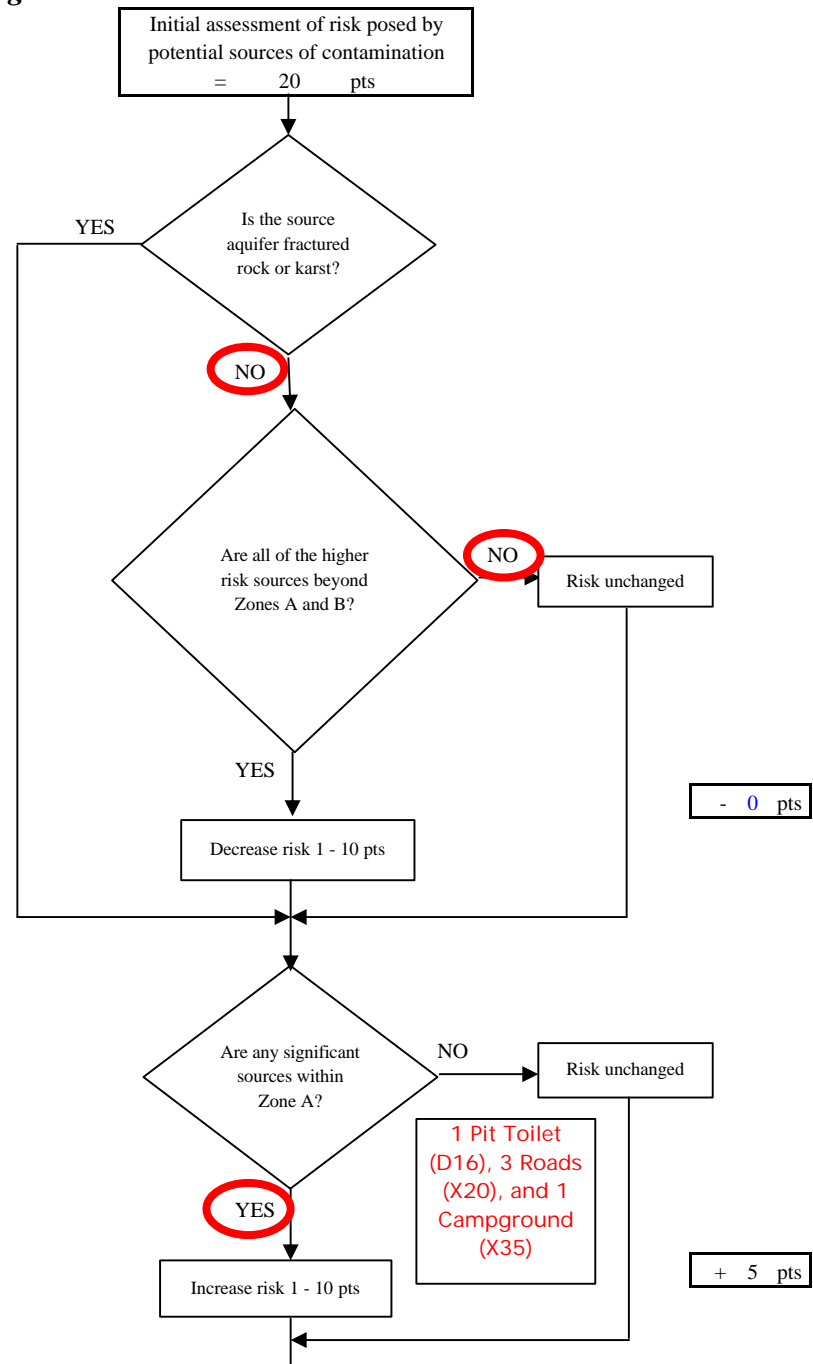 g
Initial assessment of risk posed by
potential sources of contamination
= 20 pts
YES
Is the source
aquifer fractured
rock or karst?
NO
Are all of the higher
risk sources beyond
Zones A and B?
NO
Risk unchanged
YES
- 0 pts
Decrease risk 1 - 10 pts
Are any significant
sources within
Zone A?
NO
Risk unchanged
1 Pit Toilet
(D16), 3 Roads
(X20), and 1
Campground
(X35)
YES
+ 5 pts
Increase risk 1 - 10 pts